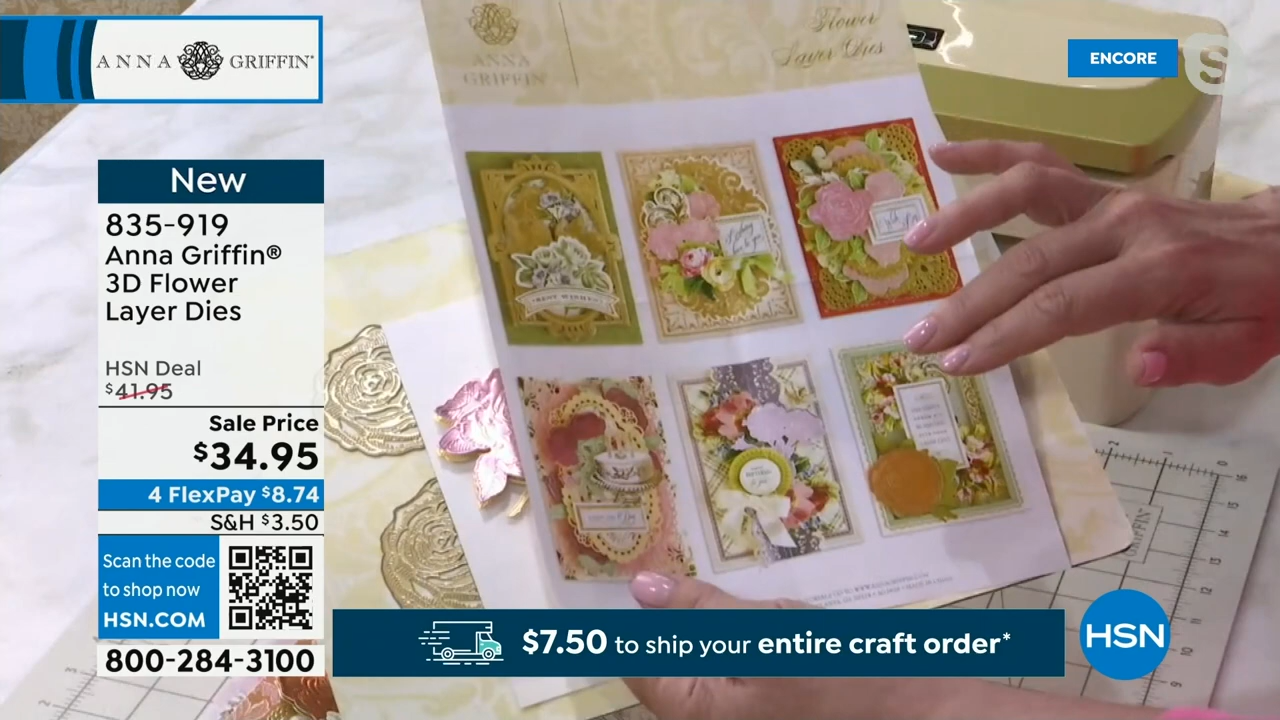 ANNA GRIFFIN
ENCORE
S
New
835-919
Anna Griffin®
3D Flower
Layer Dies
HSN Deal
$41.95
Sale Price
$34.95
4 FlexPay $8.74
S&H $3.50
Scan the code
to shop now
HSN.COM
800-284-3100
ANNA
GRIFFIN
Flower
Layer Dies
BEST WISHES
$7.50 to ship your entire craft order*
HSN